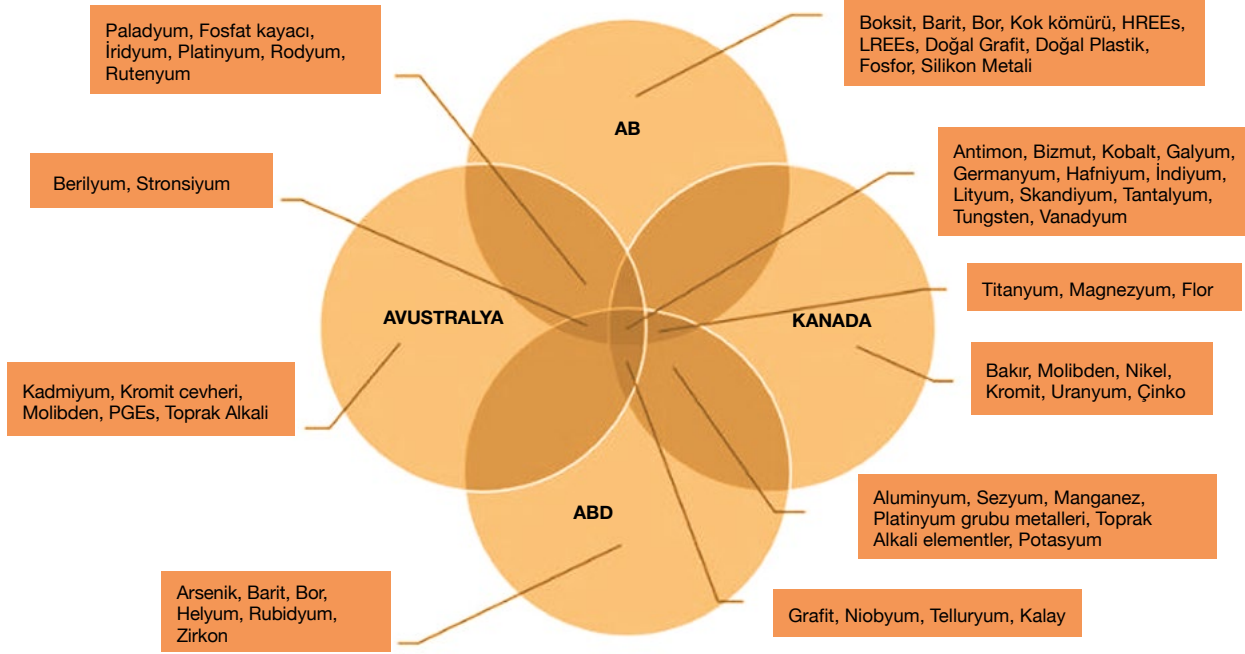 Paladyum, Fosfat kayacı,
İridyum, Platinyum, Rodyum,
Rutenyum
Boksit, Barit, Bor, Kok kömürü, HREEs,
LREEs, Doğal Grafit, Doğal Plastik,
Fosfor, Silikon Metali
AB
Antimon, Bizmut, Kobalt, Galyum,
Germanyum, Hafniyum, İndiyum,
Lityum, Skandiyum, Tantalyum,
Tungsten, Vanadyum
Berilyum, Stronsiyum
Titanyum, Magnezyum, Flor
AVUSTRALYA
KANADA
Bakır, Molibden, Nikel,
Kromit, Uranyum, Çinko
Kadmiyum, Kromit cevheri,
Molibden, PGEs, Toprak Alkali
ABD
Aluminyum, Sezyum, Manganez,
Platinyum grubu metalleri, Toprak
Alkali elementler, Potasyum
Arsenik, Barit, Bor,
Helyum, Rubidyum,
Zirkon
Grafit, Niobyum, Telluryum, Kalay